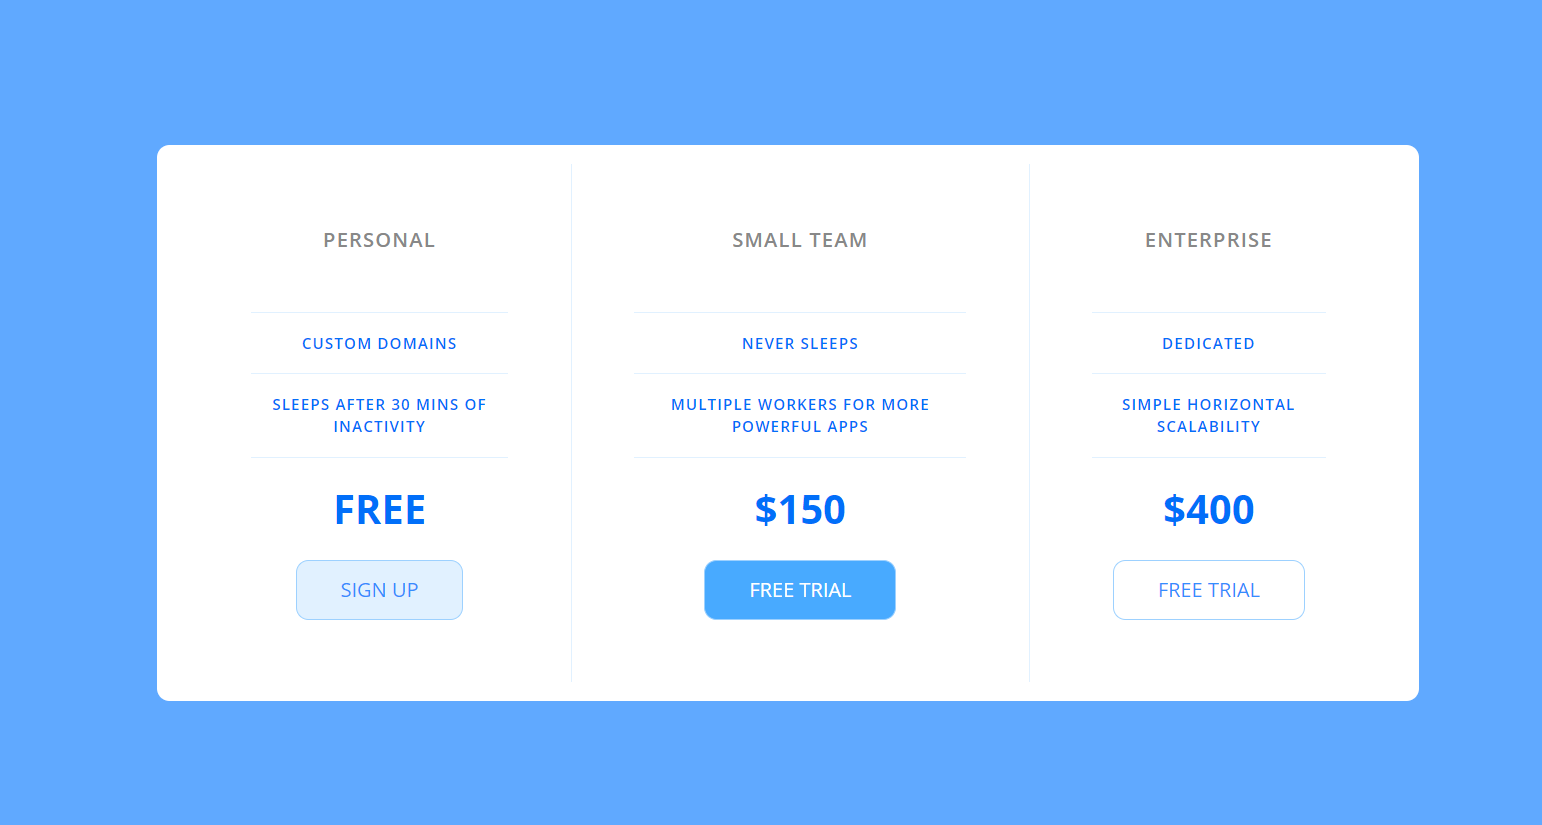 PERSONAL
CUSTOM DOMAINS
SLEEPS AFTER 30 MINS OF
INACTIVITY
FREE
SIGN UP
SMALL TEAM
NEVER SLEEPS
MULTIPLE WORKERS FOR MORE
POWERFUL APPS
$150
FREE TRIAL
ENTERPRISE
DEDICATED
SIMPLE HORIZONTAL
SCALABILITY
$400
FREE TRIAL